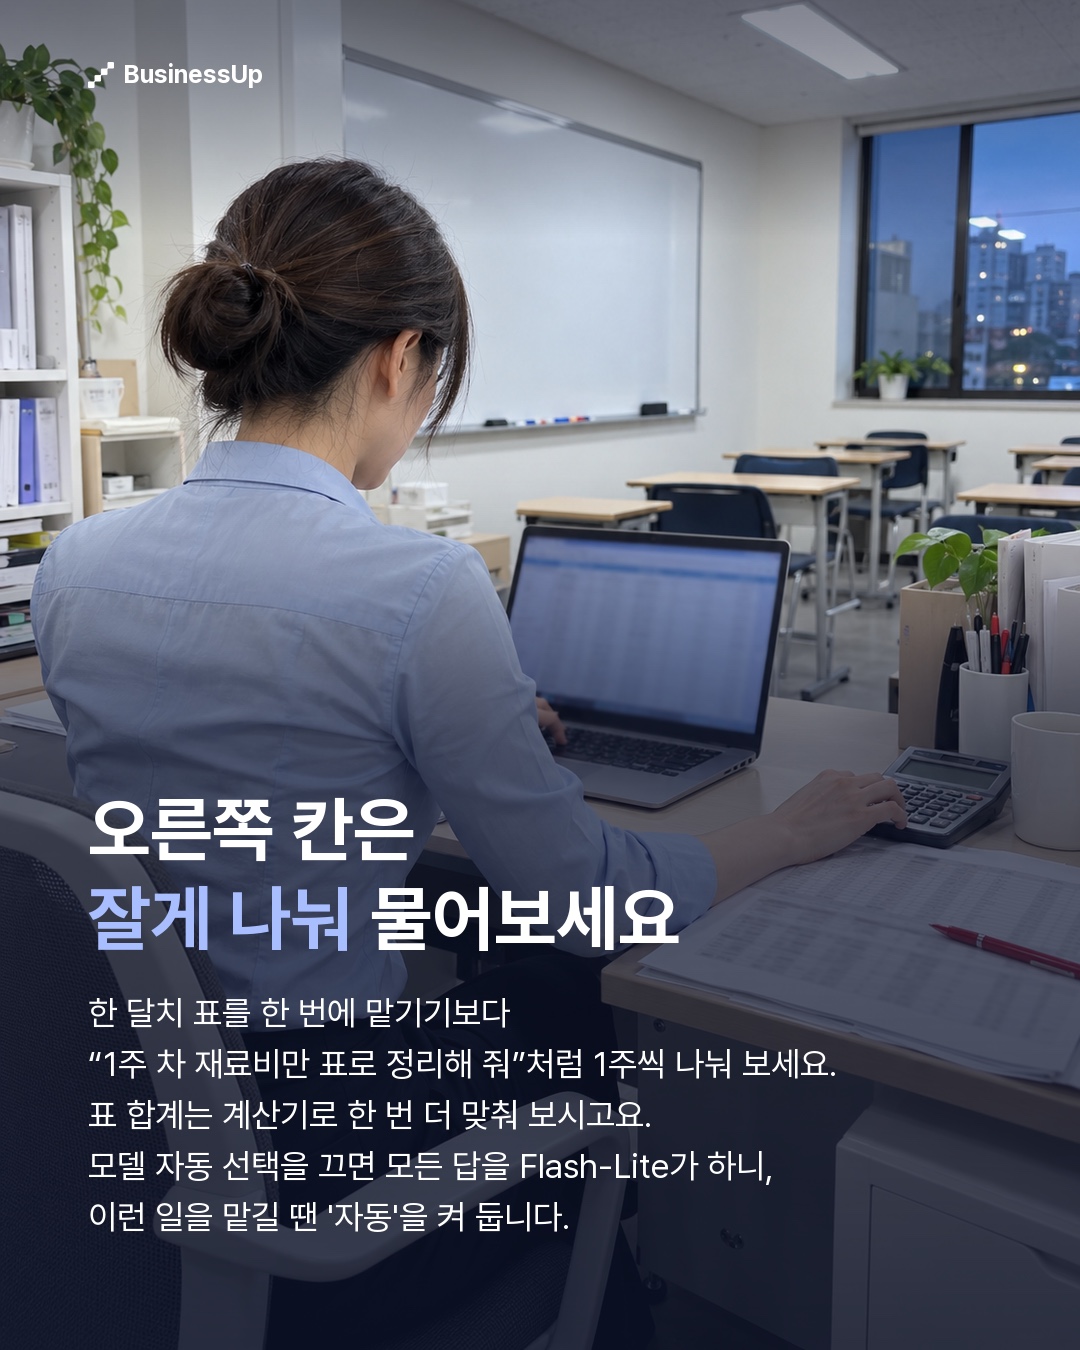 BusinessUp
오른쪽 칸은
잘게 나눠 물어보세요
한 달치 표를 한 번에 맡기기보다
“1주 차 재료비만 표로 정리해 줘”처럼 1주씩 나눠 보세요.
표 합계는 계산기로 한 번 더 맞춰 보시고요.
모델 자동 선택을 끄면 모든 답을 Flash-Lite가 하니,
이런 일을 맡길 땐 '자동'을 켜 둡니다.